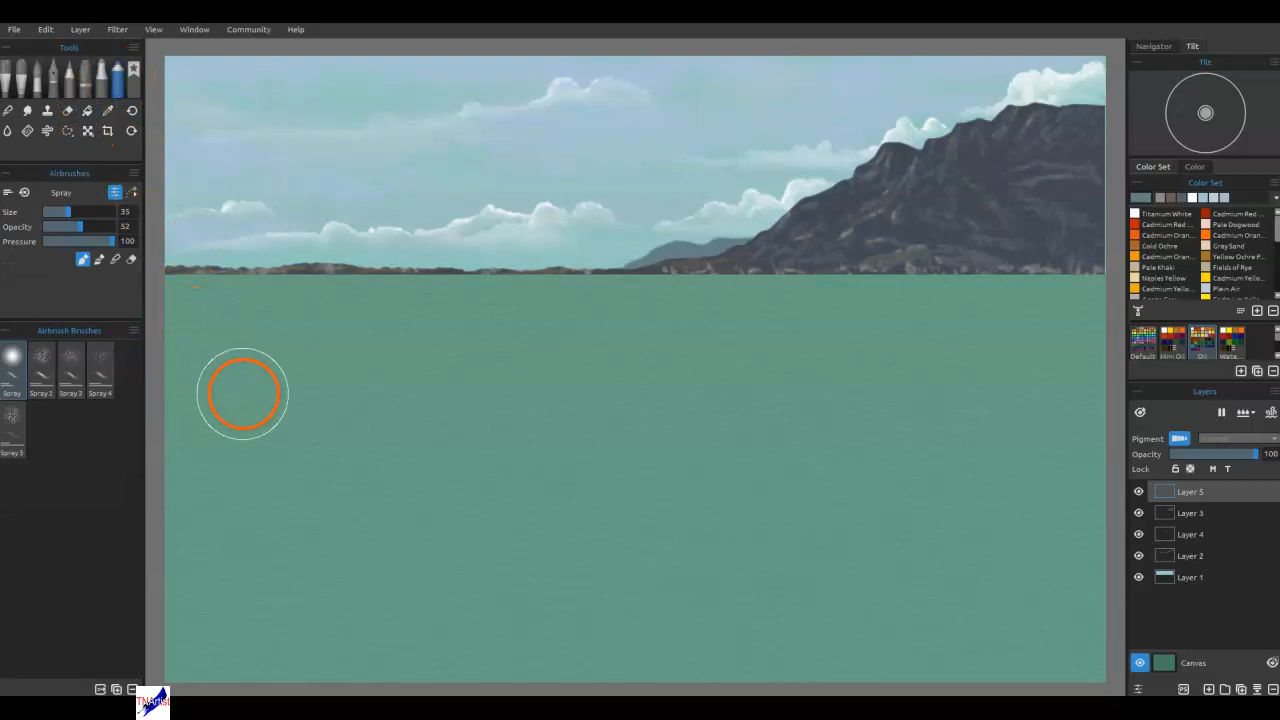 File Edit Layer Filter View Window Community Help
Tools
Airbrushes
Spray
Size 35
Opacity 52
Pressure 100
Airbrush Brushes
Spray Spray 2 Spray 3 Spray 4
Spray 5
Navigator Tilt
Tilt
Color Set Color
Color Set
Titanium White Cadmium Red ...
Cadmium Red ... Pale Dogwood
Cadmium Oran... Cadmium Oran...
Gold Ochre Gray Sand
Cadmium Oran... Yellow Ochre P...
Pale Khaki Fields of Rye
Naples Yellow Cadmium Yello...
Cadmium Yello... Plein Air
Cadmium Yello...
Default Mini Oil Oil Wate...
Layers
Pigment
Opacity 100
Lock M T
Layer 5
Layer 3
Layer 4
Layer 2
Layer 1
Canvas
PS